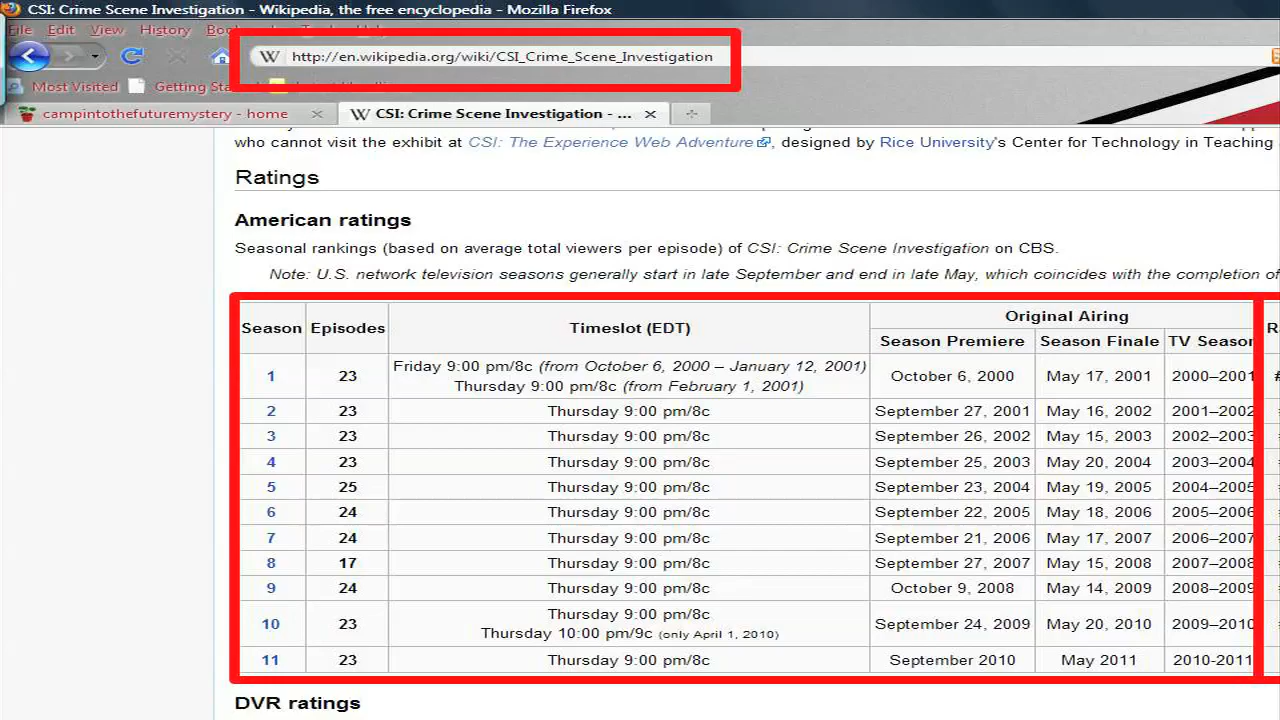 CSI: Crime Scene Investigation - Wikipedia, the free encyclopedia - Mozilla Firefox
File Edit View History
http://en.wikipedia.org/wiki/CSI_Crime_Scene_Investigation
Most Visited Getting
campintothefuturemystery - home CSI: Crime Scene Investigation - ...
who cannot visit the exhibit at CSI: The Experience Web Adventure, designed by Rice University's Center for Technology in Teaching
Ratings
American ratings
Seasonal rankings (based on average total viewers per episode) of CSI: Crime Scene Investigation on CBS.
Note: U.S. network television seasons generally start in late September and end in late May, which coincides with the completion of
Season Episodes Timeslot (EDT) Original Airing
Season Premiere Season Finale TV Season
1 23 Friday 9:00 pm/8c (from October 6, 2000 – January 12, 2001) October 6, 2000 May 17, 2001 2000–2001
Thursday 9:00 pm/8c (from February 1, 2001)
2 23 Thursday 9:00 pm/8c September 27, 2001 May 16, 2002 2001–2002
3 23 Thursday 9:00 pm/8c September 26, 2002 May 15, 2003 2002–2003
4 23 Thursday 9:00 pm/8c September 25, 2003 May 20, 2004 2003–2004
5 25 Thursday 9:00 pm/8c September 23, 2004 May 19, 2005 2004–2005
6 24 Thursday 9:00 pm/8c September 22, 2005 May 18, 2006 2005–2006
7 24 Thursday 9:00 pm/8c September 21, 2006 May 17, 2007 2006–2007
8 17 Thursday 9:00 pm/8c September 27, 2007 May 15, 2008 2007–2008
9 24 Thursday 9:00 pm/8c October 9, 2008 May 14, 2009 2008–2009
10 23 Thursday 9:00 pm/8c September 24, 2009 May 20, 2010 2009–2010
Thursday 10:00 pm/9c (only April 1, 2010)
11 23 Thursday 9:00 pm/8c September 2010 May 2011 2010-2011
DVR ratings